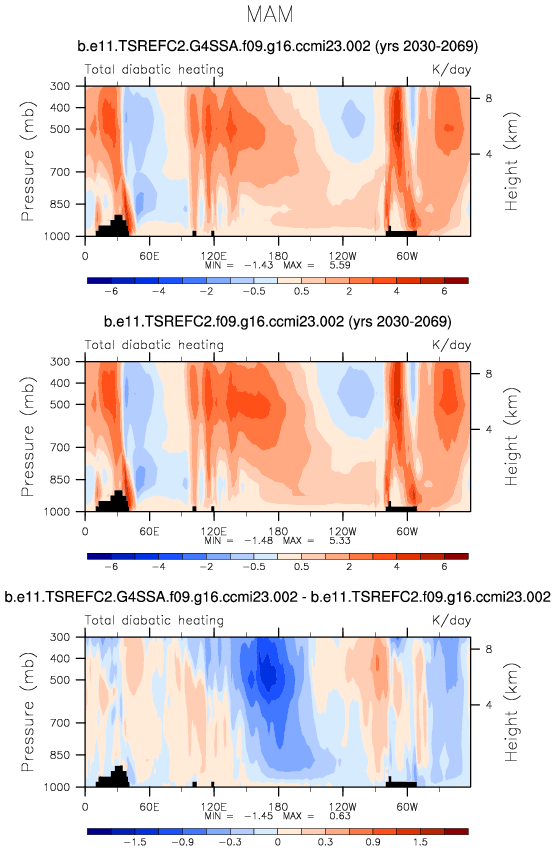 MAM
b.e11.TSREFC2.G4SSA.f09.g16.ccmi23.002 (yrs 2030-2069)
Total diabatic heating K/day
Pressure (mb)
300
400
500
700
850
1000
8
4
Height (km)
0 60E 120E 180 120W 60W
MIN = -1.43 MAX = 5.59
-6 -4 -2 -0.5 0.5 2 4 6
b.e11.TSREFC2.f09.g16.ccmi23.002 (yrs 2030-2069)
Total diabatic heating K/day
Pressure (mb)
300
400
500
700
850
1000
8
4
Height (km)
0 60E 120E 180 120W 60W
MIN = -1.48 MAX = 5.33
-6 -4 -2 -0.5 0.5 2 4 6
b.e11.TSREFC2.G4SSA.f09.g16.ccmi23.002 - b.e11.TSREFC2.f09.g16.ccmi23.002
Total diabatic heating K/day
Pressure (mb)
300
400
500
700
850
1000
8
4
Height (km)
0 60E 120E 180 120W 60W
MIN = -1.45 MAX = 0.63
-1.5 -0.9 -0.3 0 0.3 0.9 1.5